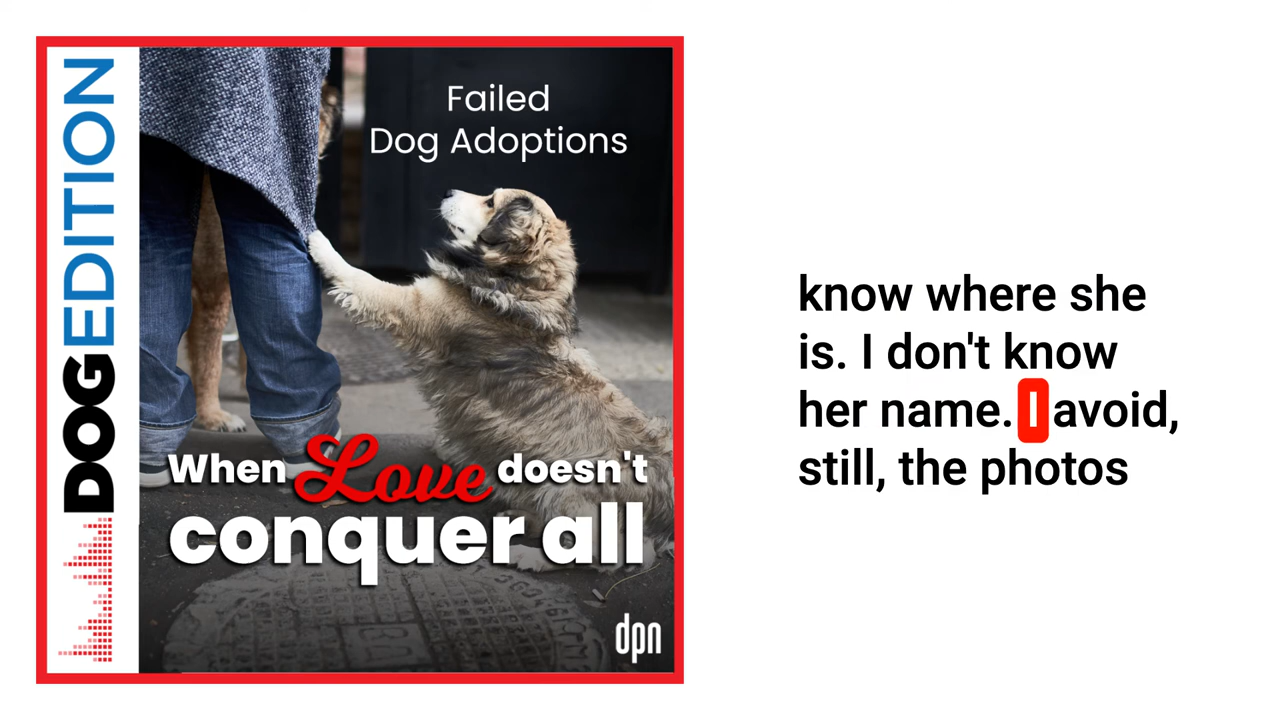 DOGEDITION
Failed
Dog Adoptions
When Love doesn't
conquer all
dpn
know where she
is. I don't know
her name. I avoid,
still, the photos